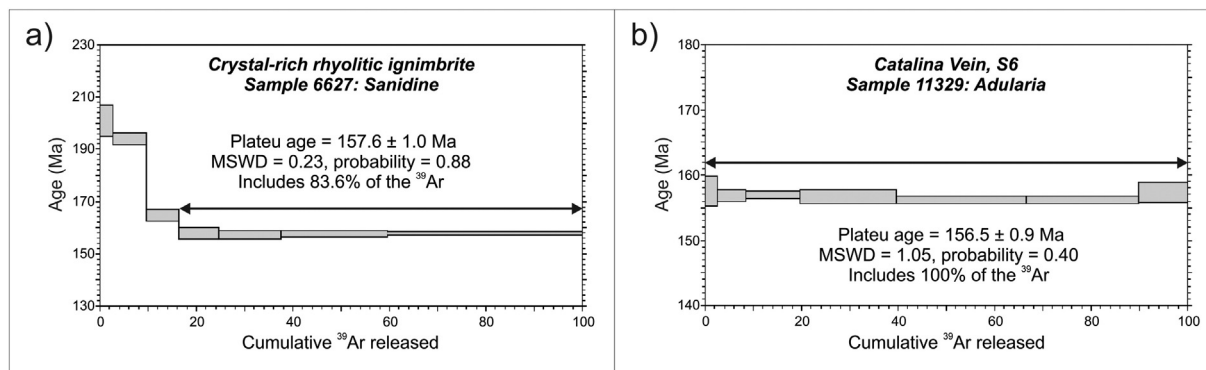 a)
Crystal-rich rhyolitic ignimbrite
Sample 6627: Sanidine
Plateu age = 157.6 ± 1.0 Ma
MSWD = 0.23, probability = 0.88
Includes 83.6% of the ³⁹Ar
Age (Ma)
230
210
190
170
150
130
0 20 40 60 80 100
Cumulative ³⁹Ar released
b)
Catalina Vein, S6
Sample 11329: Adularia
Plateu age = 156.5 ± 0.9 Ma
MSWD = 1.05, probability = 0.40
Includes 100% of the ³⁹Ar
Age (Ma)
180
170
160
150
140
0 20 40 60 80 100
Cumulative ³⁹Ar released